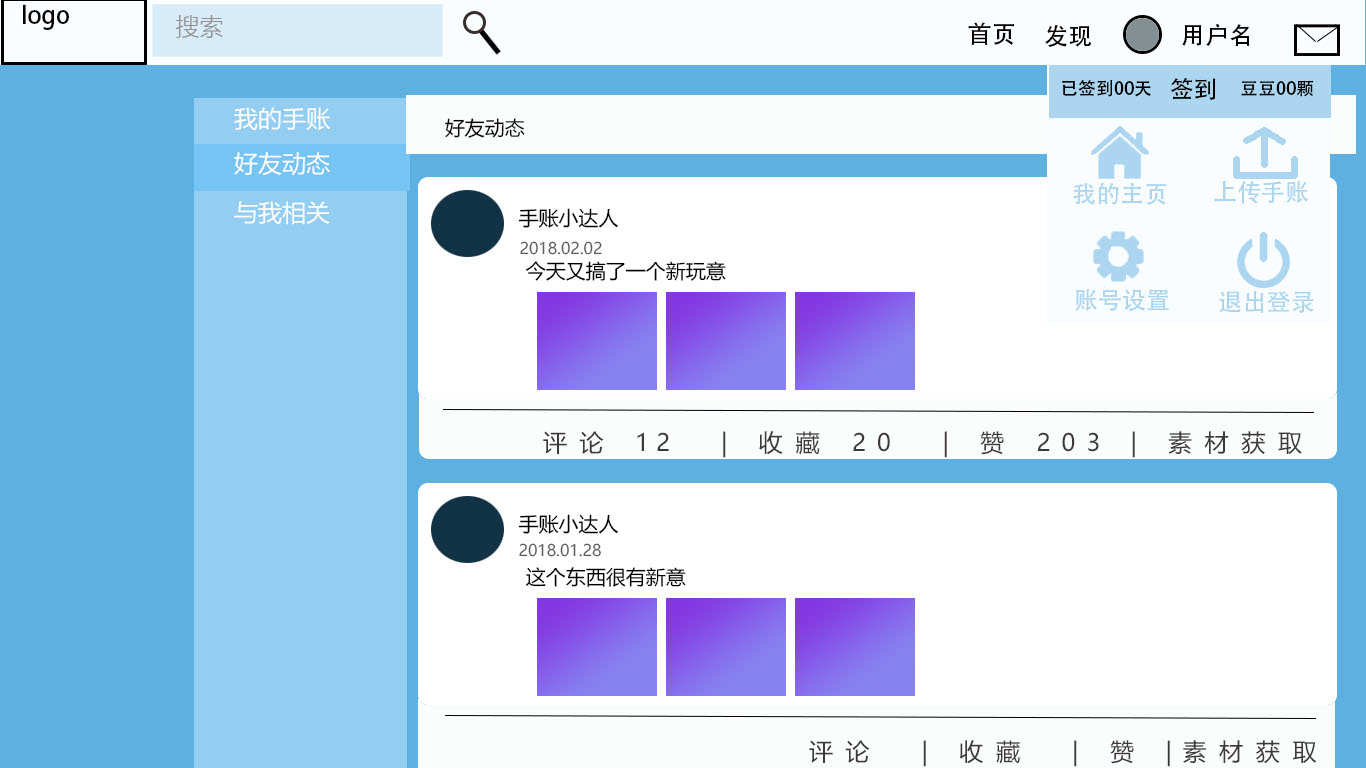 logo
搜索
首页
发现
用户名
已签到00天 签到 豆豆00颗
我的主页
上传手账
账号设置
退出登录
我的手账
好友动态
与我相关
好友动态
手账小达人
2018.02.02
今天又搞了一个新玩意
评论 12 | 收藏 20 | 赞 203 | 素材获取
手账小达人
2018.01.28
这个东西很有新意
评论 | 收藏 | 赞 | 素材获取